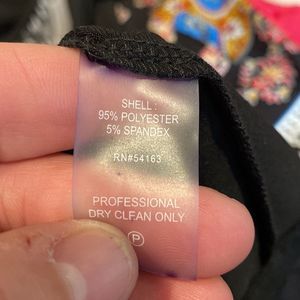 SHELL :
95% POLYESTER
5% SPANDEX
RN#54163
PROFESSIONAL
DRY CLEAN ONLY
P